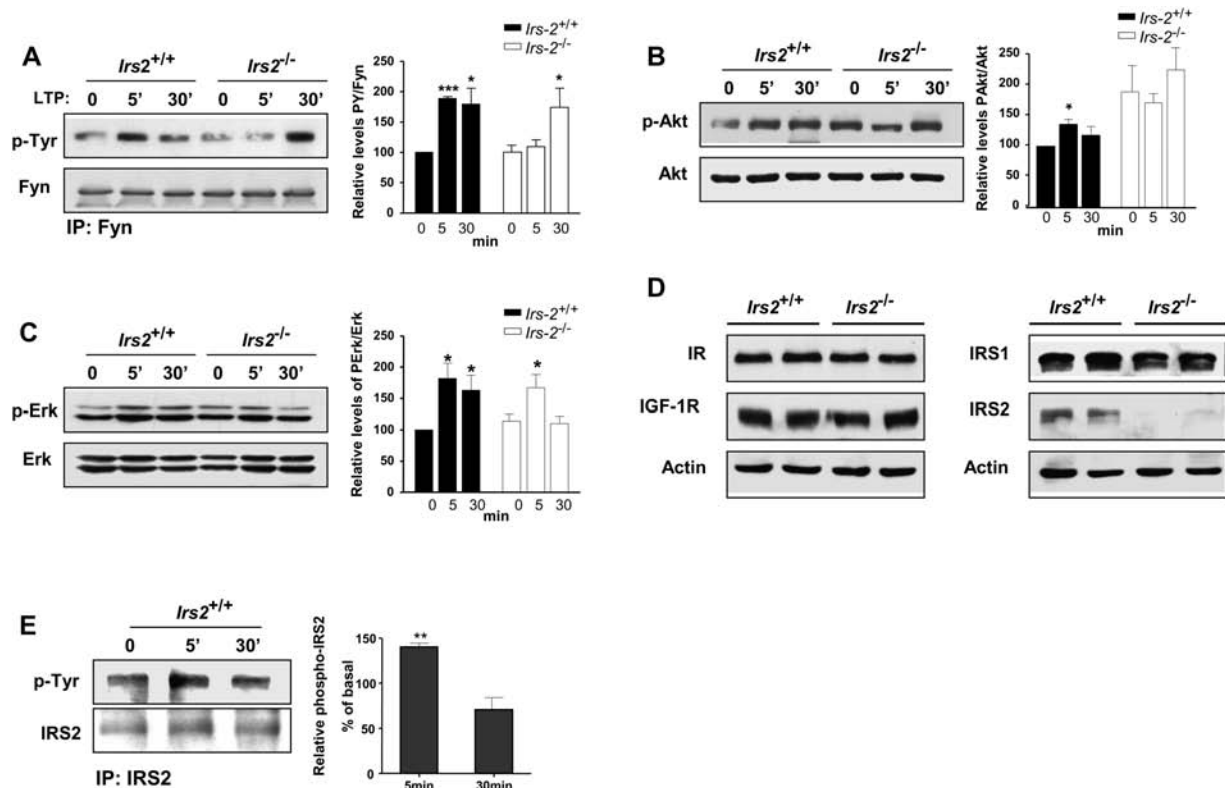 A
Irs2+/+ Irs2-/-
LTP: 0 5’ 30’ 0 5’ 30’
p-Tyr
Fyn
IP: Fyn
Irs-2+/+
Irs-2-/-
Relative levels PY/Fyn
250
200
150
100
50
0
*** * *
0 5 30 0 5 30
min
B
Irs2+/+ Irs2-/-
0 5’ 30’ 0 5’ 30’
p-Akt
Akt
Irs-2+/+
Irs-2-/-
Relative levels PAkt/Akt
250
200
150
100
50
0
*
0 5 30 0 5 30
min
C
Irs2+/+ Irs2-/-
0 5’ 30’ 0 5’ 30’
p-Erk
Erk
Irs-2+/+
Irs-2-/-
Relative levels of PErk/Erk
250
200
150
100
50
0
* * *
0 5 30 0 5 30
min
D
Irs2+/+ Irs2-/-
IR
IGF-1R
Actin
Irs2+/+ Irs2-/-
IRS1
IRS2
Actin
E
Irs2+/+
0 5’ 30’
p-Tyr
IRS2
IP: IRS2
Relative phospho-IRS2
% of basal
150
100
50
0
**
5min 30min